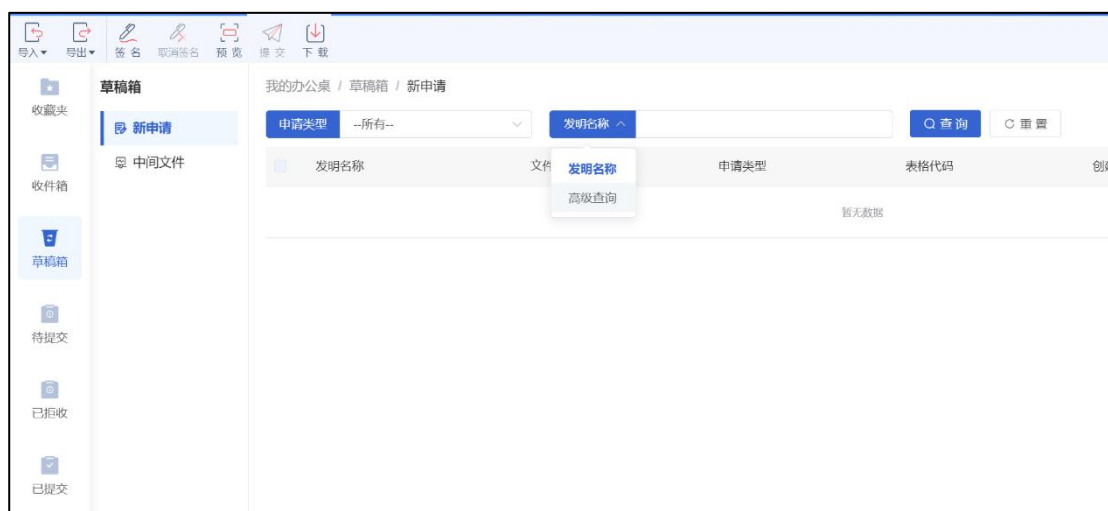 导入 导出 签名 取消签名 预览 提交 下载
收藏夹
收件箱
草稿箱
待提交
已拒收
已提交
草稿箱
新申请
中间文件
我的办公桌 / 草稿箱 / 新申请
申请类型 --所有-- 发明名称 查询 重置
发明名称 文件 申请类型 表格代码 创建
发明名称
高级查询
暂无数据